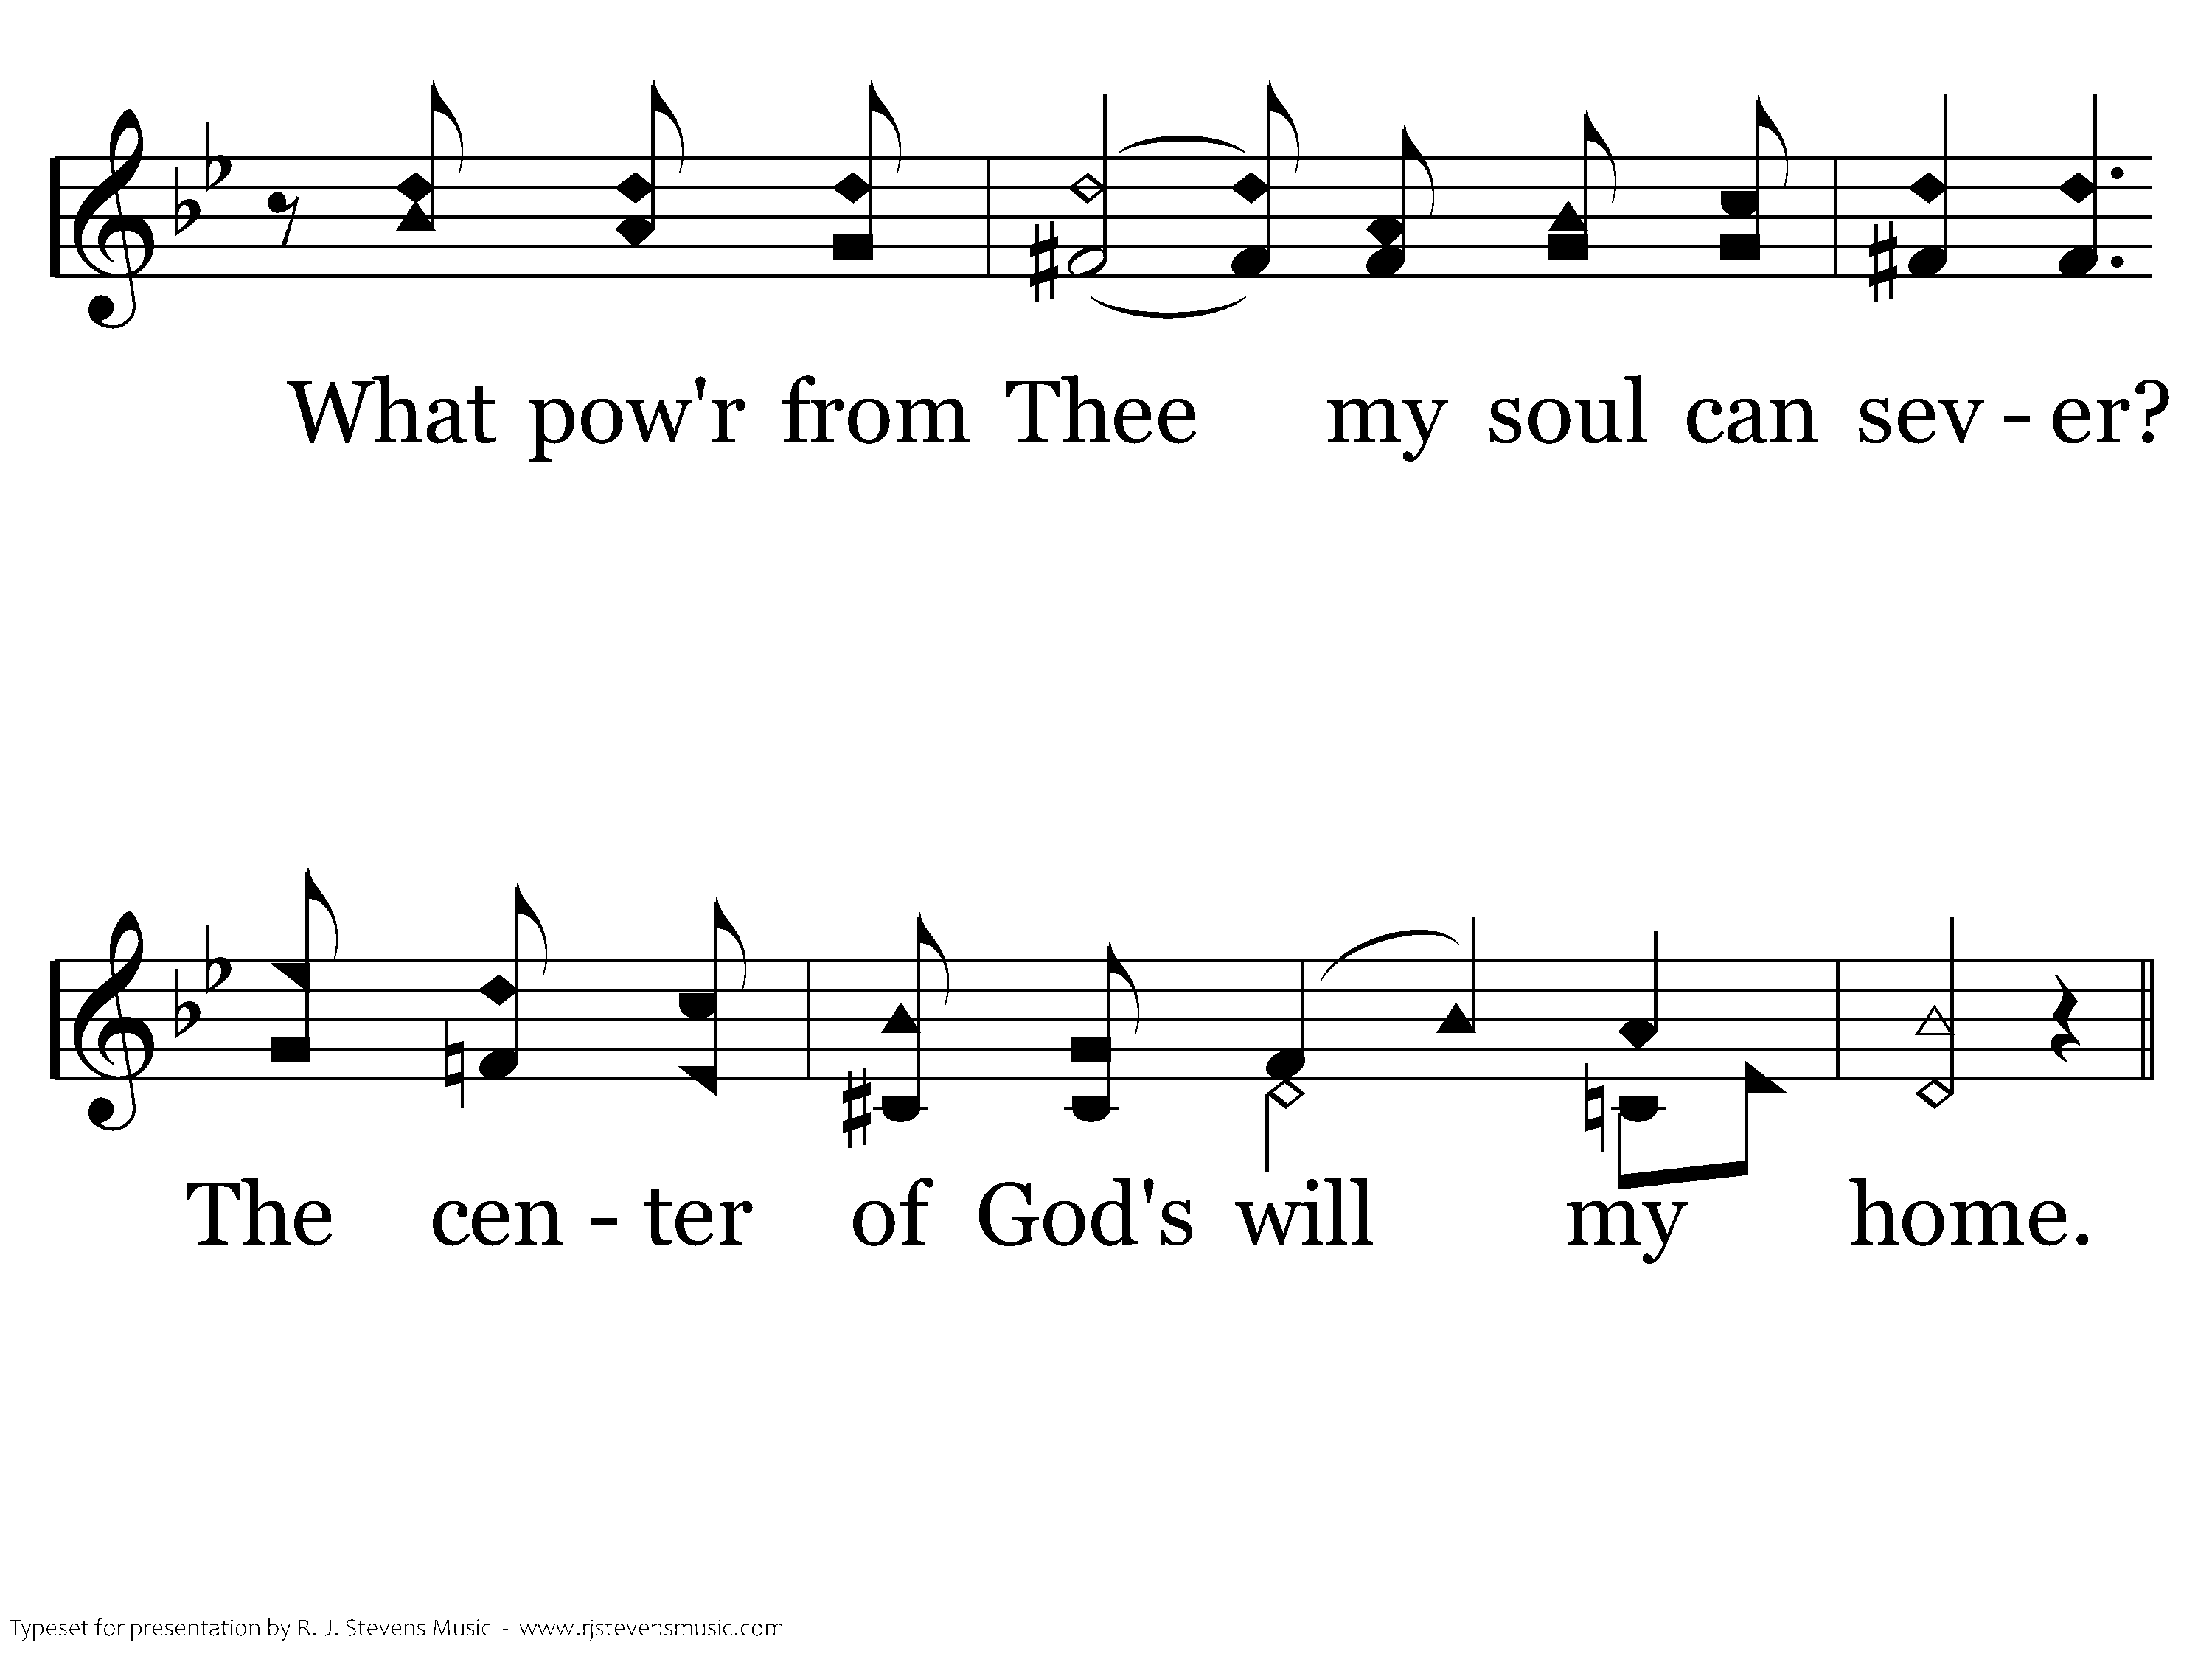 What pow'r from Thee my soul can sev - er?
The cen - ter of God's will my home.
Typeset for presentation by R. J. Stevens Music - www.rjstevensmusic.com